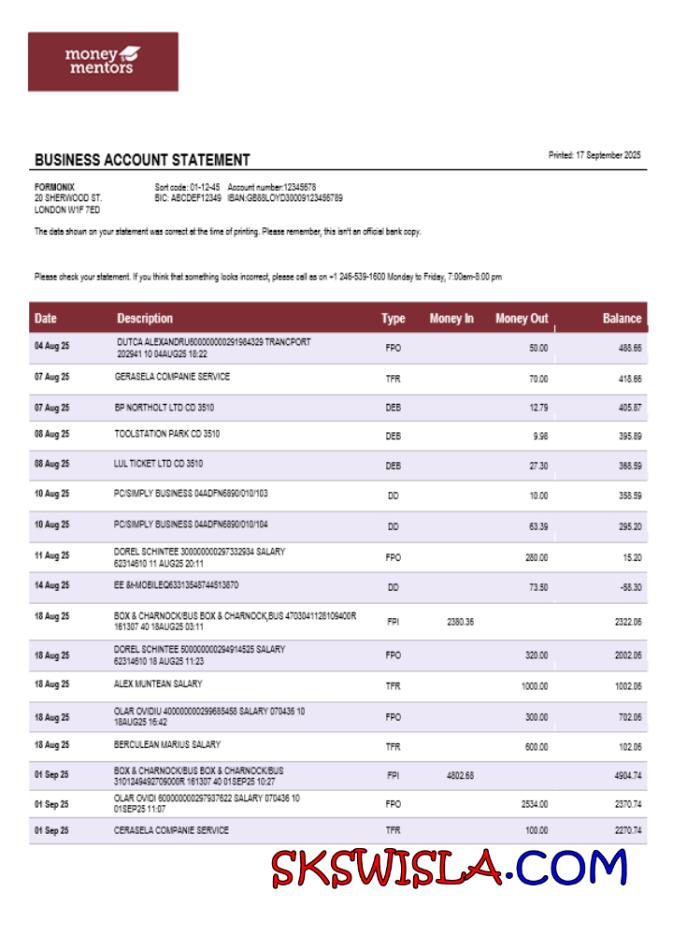 money
mentors
BUSINESS ACCOUNT STATEMENT
Printed: 17 September 2025
FORMONIX
20 SHERWOOD ST.
LONDON W1F 7ED
Sort code: 01-12-45 Account number:12345678
BIC: ABCDEF12349 IBAN:GB88LOYD30009123456789
The data shown on your statement was correct at the time of printing. Please remember, this isn't an official bank copy.
Please check your statement. If you think that something looks incorrect, please call as on +1 246-539-1600 Monday to Friday, 7:00am-8:00 pm
Date Description Type Money In Money Out Balance
04 Aug 25 DUTCA ALEXANDRU600000000291984329 TRANCPORT FPO 50.00 488.66
202941 10 04AUG25 18:22
07 Aug 25 GERASELA COMPANIE SERVICE TFR 70.00 418.66
07 Aug 25 BP NORTHOLT LTD CD 3510 DEB 12.79 405.87
08 Aug 25 TOOLSTATION PARK CD 3510 DEB 9.98 395.89
08 Aug 25 LUL TICKET LTD CD 3510 DEB 27.30 368.59
10 Aug 25 PC/SIMPLY BUSINESS 04ADFN6890/010/103 DD 10.00 358.59
10 Aug 25 PC/SIMPLY BUSINESS 04ADFN6890/010/104 DD 63.39 295.20
11 Aug 25 DOREL SCHINTEE 300000000297332934 SALARY FPO 280.00 15.20
62314610 11 AUG25 20:11
14 Aug 25 EE &t-MOBILEQ63313548744513870 DD 73.50 -58.30
18 Aug 25 BOX & CHARNOCK/BUS BOX & CHARNOCK,BUS 4703041128109400R FPI 2380.36 2322.06
161307 40 18AUG25 03:11
18 Aug 25 DOREL SCHINTEE 500000000294914525 SALARY FPO 320.00 2002.06
62314610 18 AUG25 11:23
18 Aug 25 ALEX MUNTEAN SALARY TFR 1000.00 1002.06
18 Aug 25 OLAR OVIDIU 400000000299685458 SALARY 070436 10 FPO 300.00 702.06
18AUG25 16:42
18 Aug 25 BERCULEAN MARIUS SALARY TFR 600.00 102.06
01 Sep 25 BOX & CHARNOCK/BUS BOX & CHARNOCK/BUS FPI 4802.68 4904.74
3101249492709000R 161307 40 01SEP25 10:27
01 Sep 25 OLAR OVIDI 600000000297937622 SALARY 070436 10 FPO 2534.00 2370.74
01SEP25 11:07
01 Sep 25 CERASELA COMPANIE SERVICE TFR 100.00 2270.74
SKSWISLA.COM